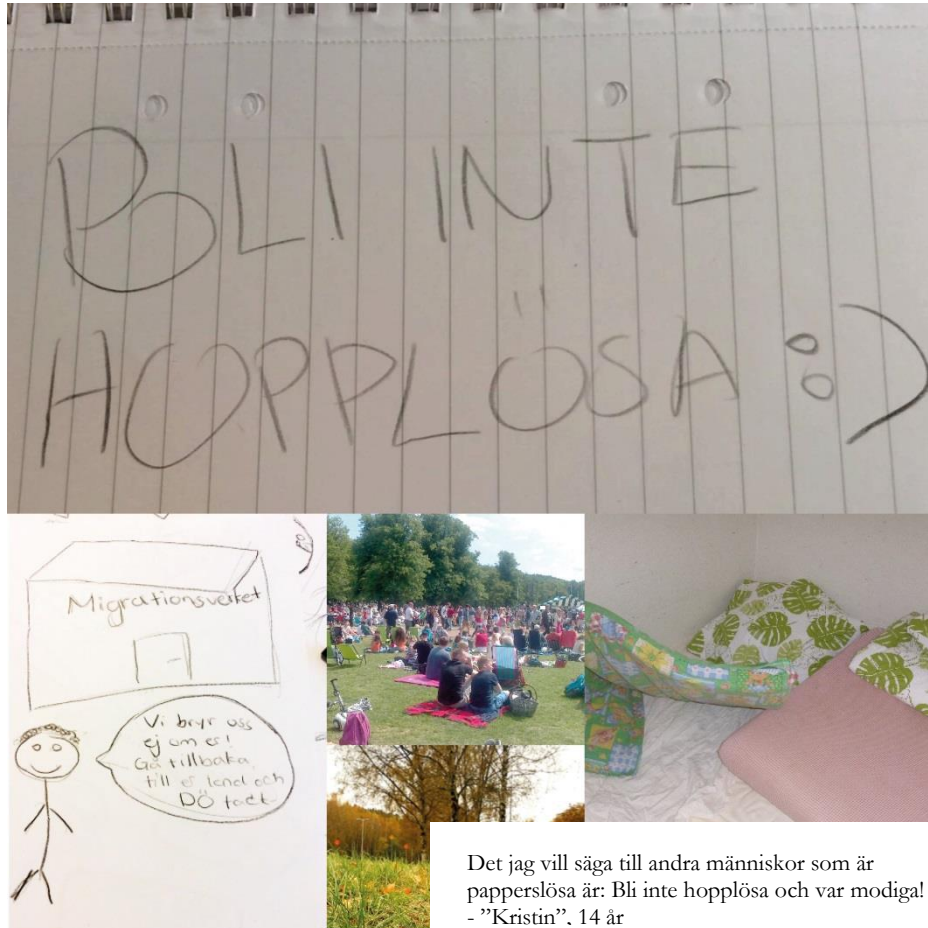 BLI INTE
HOPPLÖSA :)
Migrationsverket
Vi bryr oss
ej om er!
Gå tillbaka
till er land och
DÖ fact
Det jag vill säga till andra människor som är
papperslösa är: Bli inte hopplösa och var modiga!
- ”Kristin”, 14 år